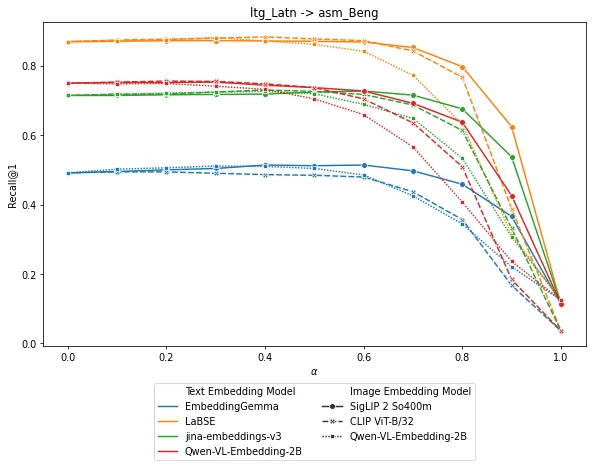 ltg_Latn -> asm_Beng
Recall@1
0.8
0.6
0.4
0.2
0.0
0.0 0.2 0.4 0.6 0.8 1.0
α
Text Embedding Model Image Embedding Model
EmbeddingGemma SigLIP 2 So400m
LaBSE CLIP ViT-B/32
jina-embeddings-v3 Qwen-VL-Embedding-2B
Qwen-VL-Embedding-2B